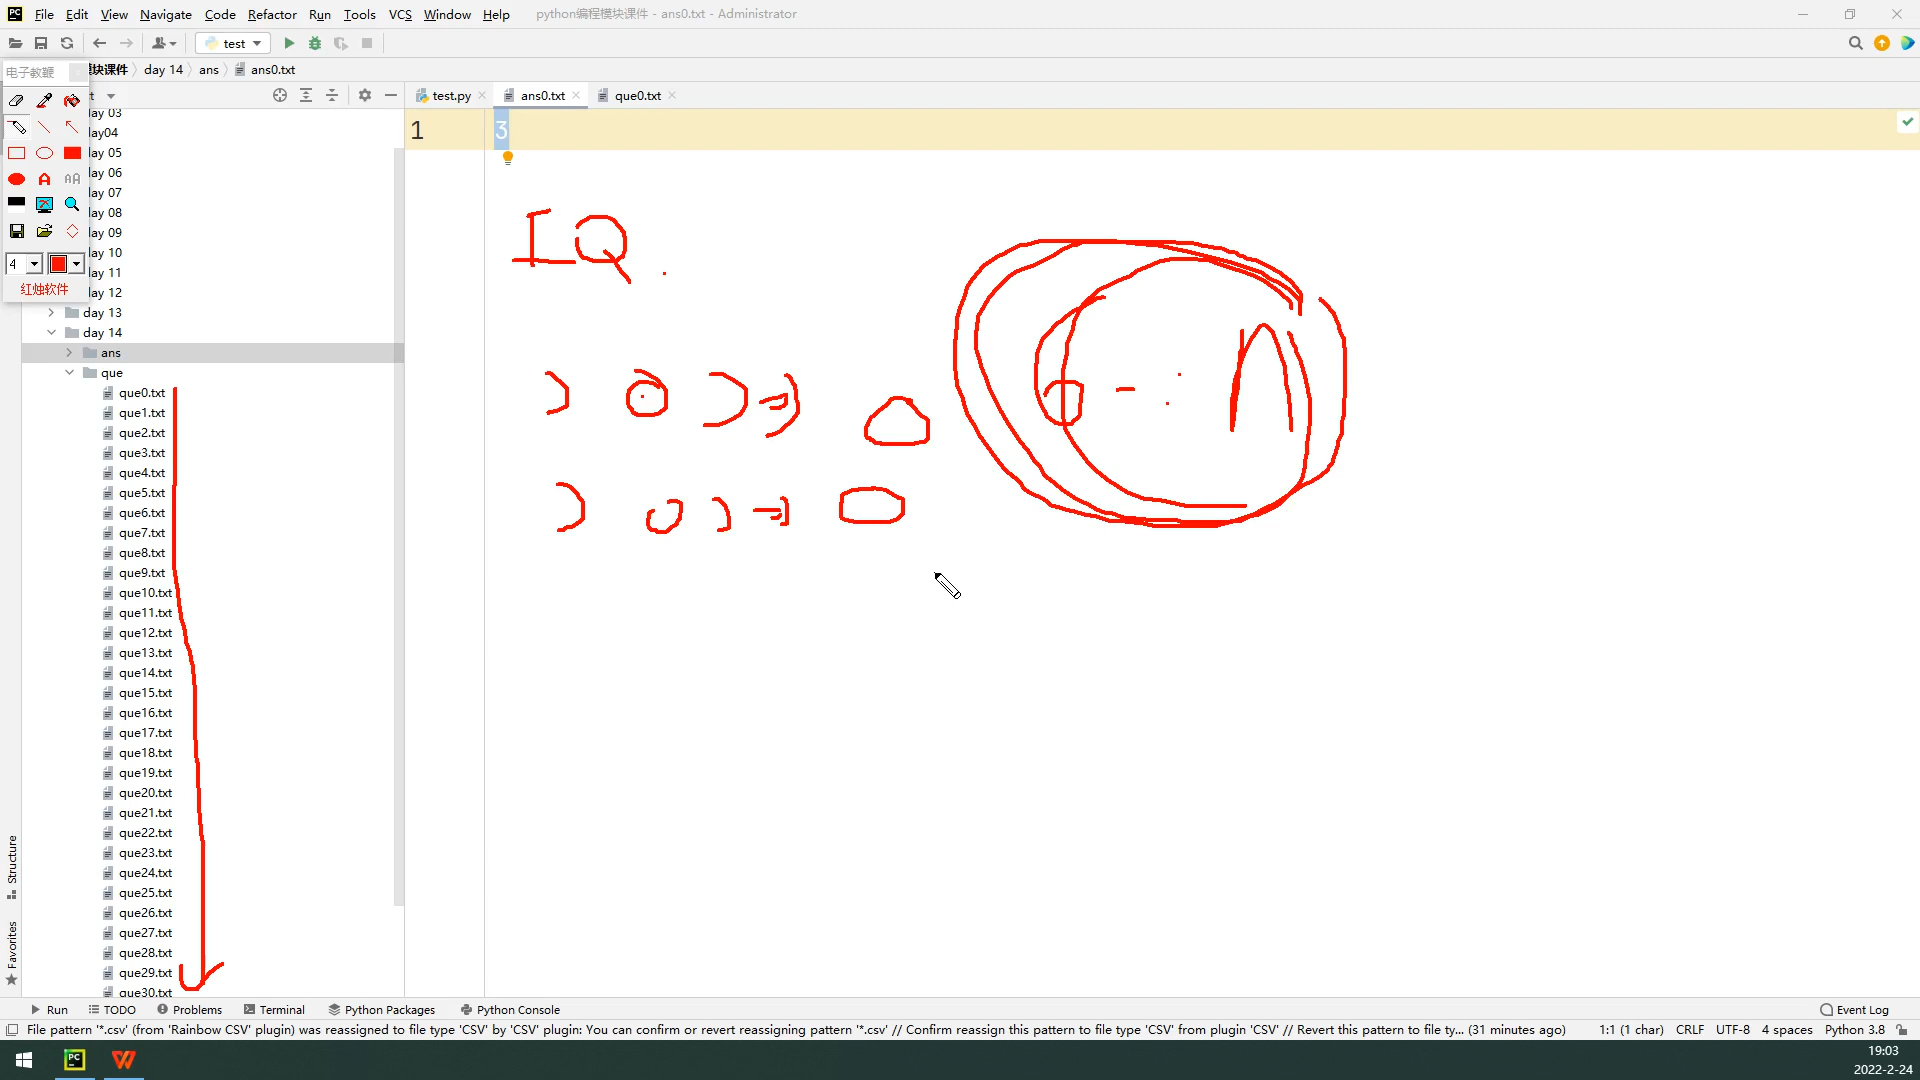 File Edit View Navigate Code Refactor Run Tools VCS Window Help python编程模块课件 - ans0.txt - Administrator
test
块课件 day 14 ans ans0.txt
电子教鞭
test.py ans0.txt que0.txt
1 3
lay 03
lay04
lay 05
lay 06
lay 07
lay 08
lay 09
lay 10
lay 11
lay 12
4
红烛软件
day 13
day 14
ans
que
que0.txt
que1.txt
que2.txt
que3.txt
que4.txt
que5.txt
que6.txt
que7.txt
que8.txt
que9.txt
que10.txt
que11.txt
que12.txt
que13.txt
que14.txt
que15.txt
que16.txt
que17.txt
que18.txt
que19.txt
que20.txt
que21.txt
que22.txt
que23.txt
que24.txt
que25.txt
que26.txt
que27.txt
que28.txt
que29.txt
que30.txt
IQ
Structure
Favorites
Run TODO Problems Terminal Python Packages Python Console Event Log
File pattern '*.csv' (from 'Rainbow CSV' plugin) was reassigned to file type 'CSV' by 'CSV' plugin: You can confirm or revert reassigning pattern '*.csv' // Confirm reassign this pattern to file type 'CSV' from plugin 'CSV' // Revert this pattern to file ty... (31 minutes ago) 1:1 (1 char) CRLF UTF-8 4 spaces Python 3.8
19:03
2022-2-24